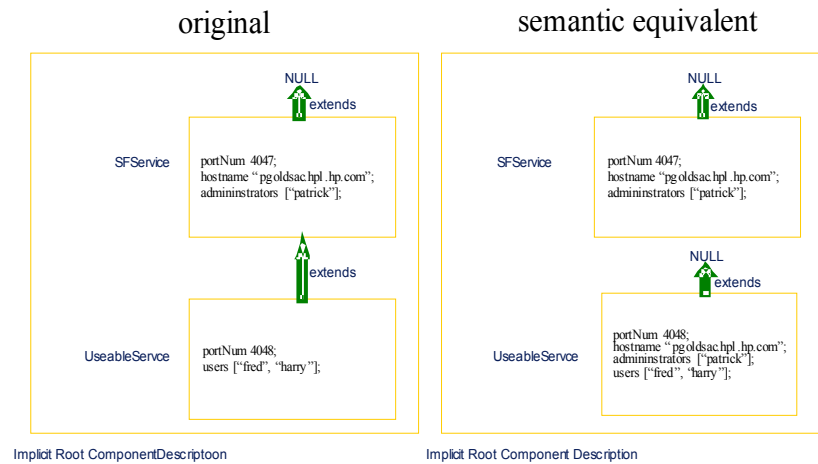 original
NULL
extends
SFService
portNum 4047;
hostname “pgoldsac.hpl.hp.com”;
admininstrators [“patrick”];
extends
UseableServce
portNum 4048;
users [“fred”, “harry”];
Implicit Root ComponentDescriptoon
semantic equivalent
NULL
extends
SFService
portNum 4047;
hostname “pgoldsac.hpl.hp.com”;
admininstrators [“patrick”];
NULL
extends
UseableServce
portNum 4048;
hostname “pgoldsac.hpl.hp.com”;
admininstrators [“patrick”];
users [“fred”, “harry”];
Implicit Root Component Description